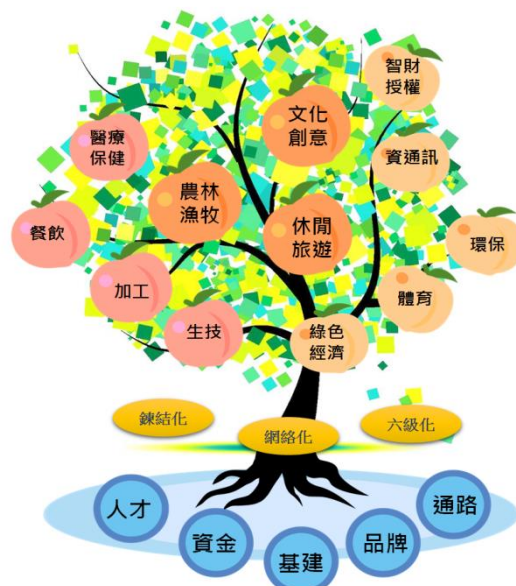 智財
授權
文化
創意
醫療
保健
資通訊
農林
漁牧
餐飲
休閒
旅遊
環保
加工
體育
生技
綠色
經濟
鍊結化
網絡化
六級化
人才
資金
基建
品牌
通路